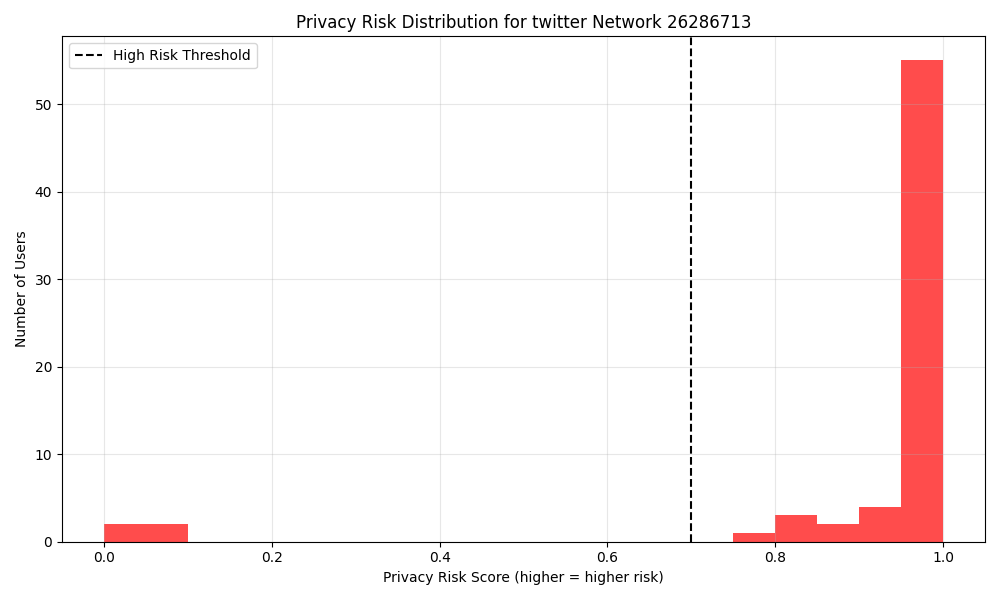 Privacy Risk Distribution for twitter Network 26286713
High Risk Threshold
50
40
30
20
10
0
Number of Users
0.0 0.2 0.4 0.6 0.8 1.0
Privacy Risk Score (higher = higher risk)